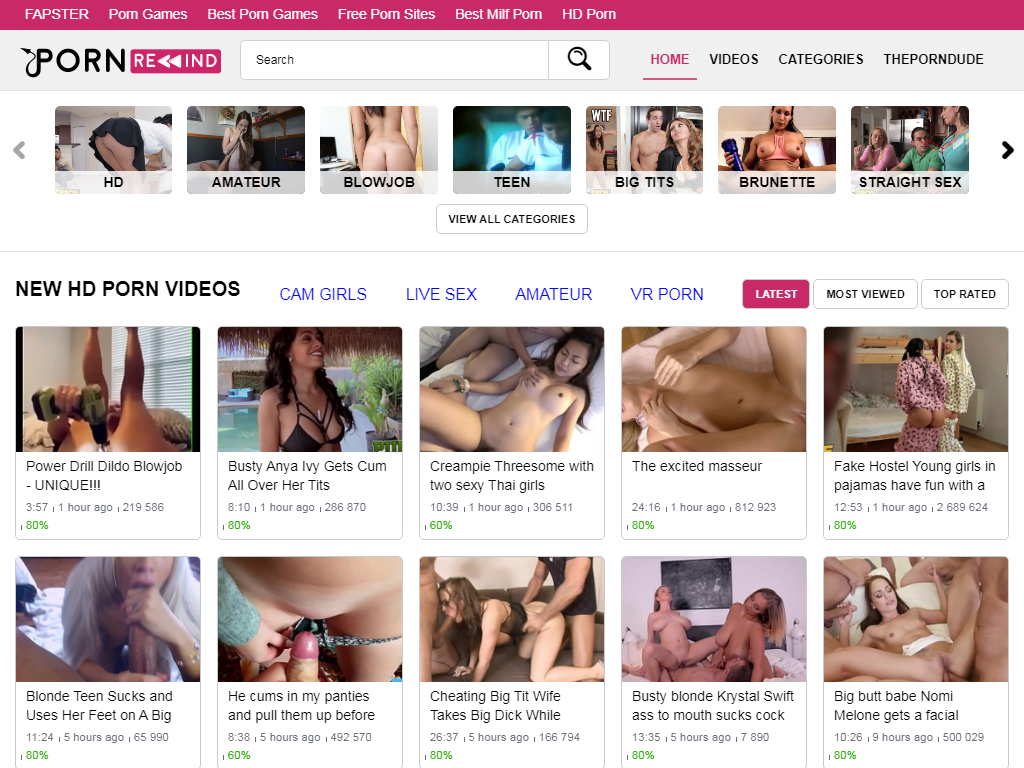 FAPSTER Porn Games Best Porn Games Free Porn Sites Best Milf Porn HD Porn
PORN REWIND Search HOME VIDEOS CATEGORIES THEPORNDUDE
WTF
HD AMATEUR BLOWJOB TEEN BIG TITS BRUNETTE STRAIGHT SEX
VIEW ALL CATEGORIES
NEW HD PORN VIDEOS CAM GIRLS LIVE SEX AMATEUR VR PORN LATEST MOST VIEWED TOP RATED
Power Drill Dildo Blowjob
- UNIQUE!!!
3:57 1 hour ago 219 586
80%
Busty Anya Ivy Gets Cum
All Over Her Tits
8:10 1 hour ago 286 870
80%
Creampie Threesome with
two sexy Thai girls
10:39 1 hour ago 306 511
60%
The excited masseur
24:16 1 hour ago 812 923
80%
Fake Hostel Young girls in
pajamas have fun with a
12:53 1 hour ago 2 689 624
80%
Blonde Teen Sucks and
Uses Her Feet on A Big
11:24 5 hours ago 65 990
80%
He cums in my panties
and pull them up before
8:38 5 hours ago 492 570
60%
Cheating Big Tit Wife
Takes Big Dick While
26:37 5 hours ago 166 794
80%
Busty blonde Krystal Swift
ass to mouth sucks cock
13:35 5 hours ago 7 890
80%
Big butt babe Nomi
Melone gets a facial
10:26 9 hours ago 500 029
80%